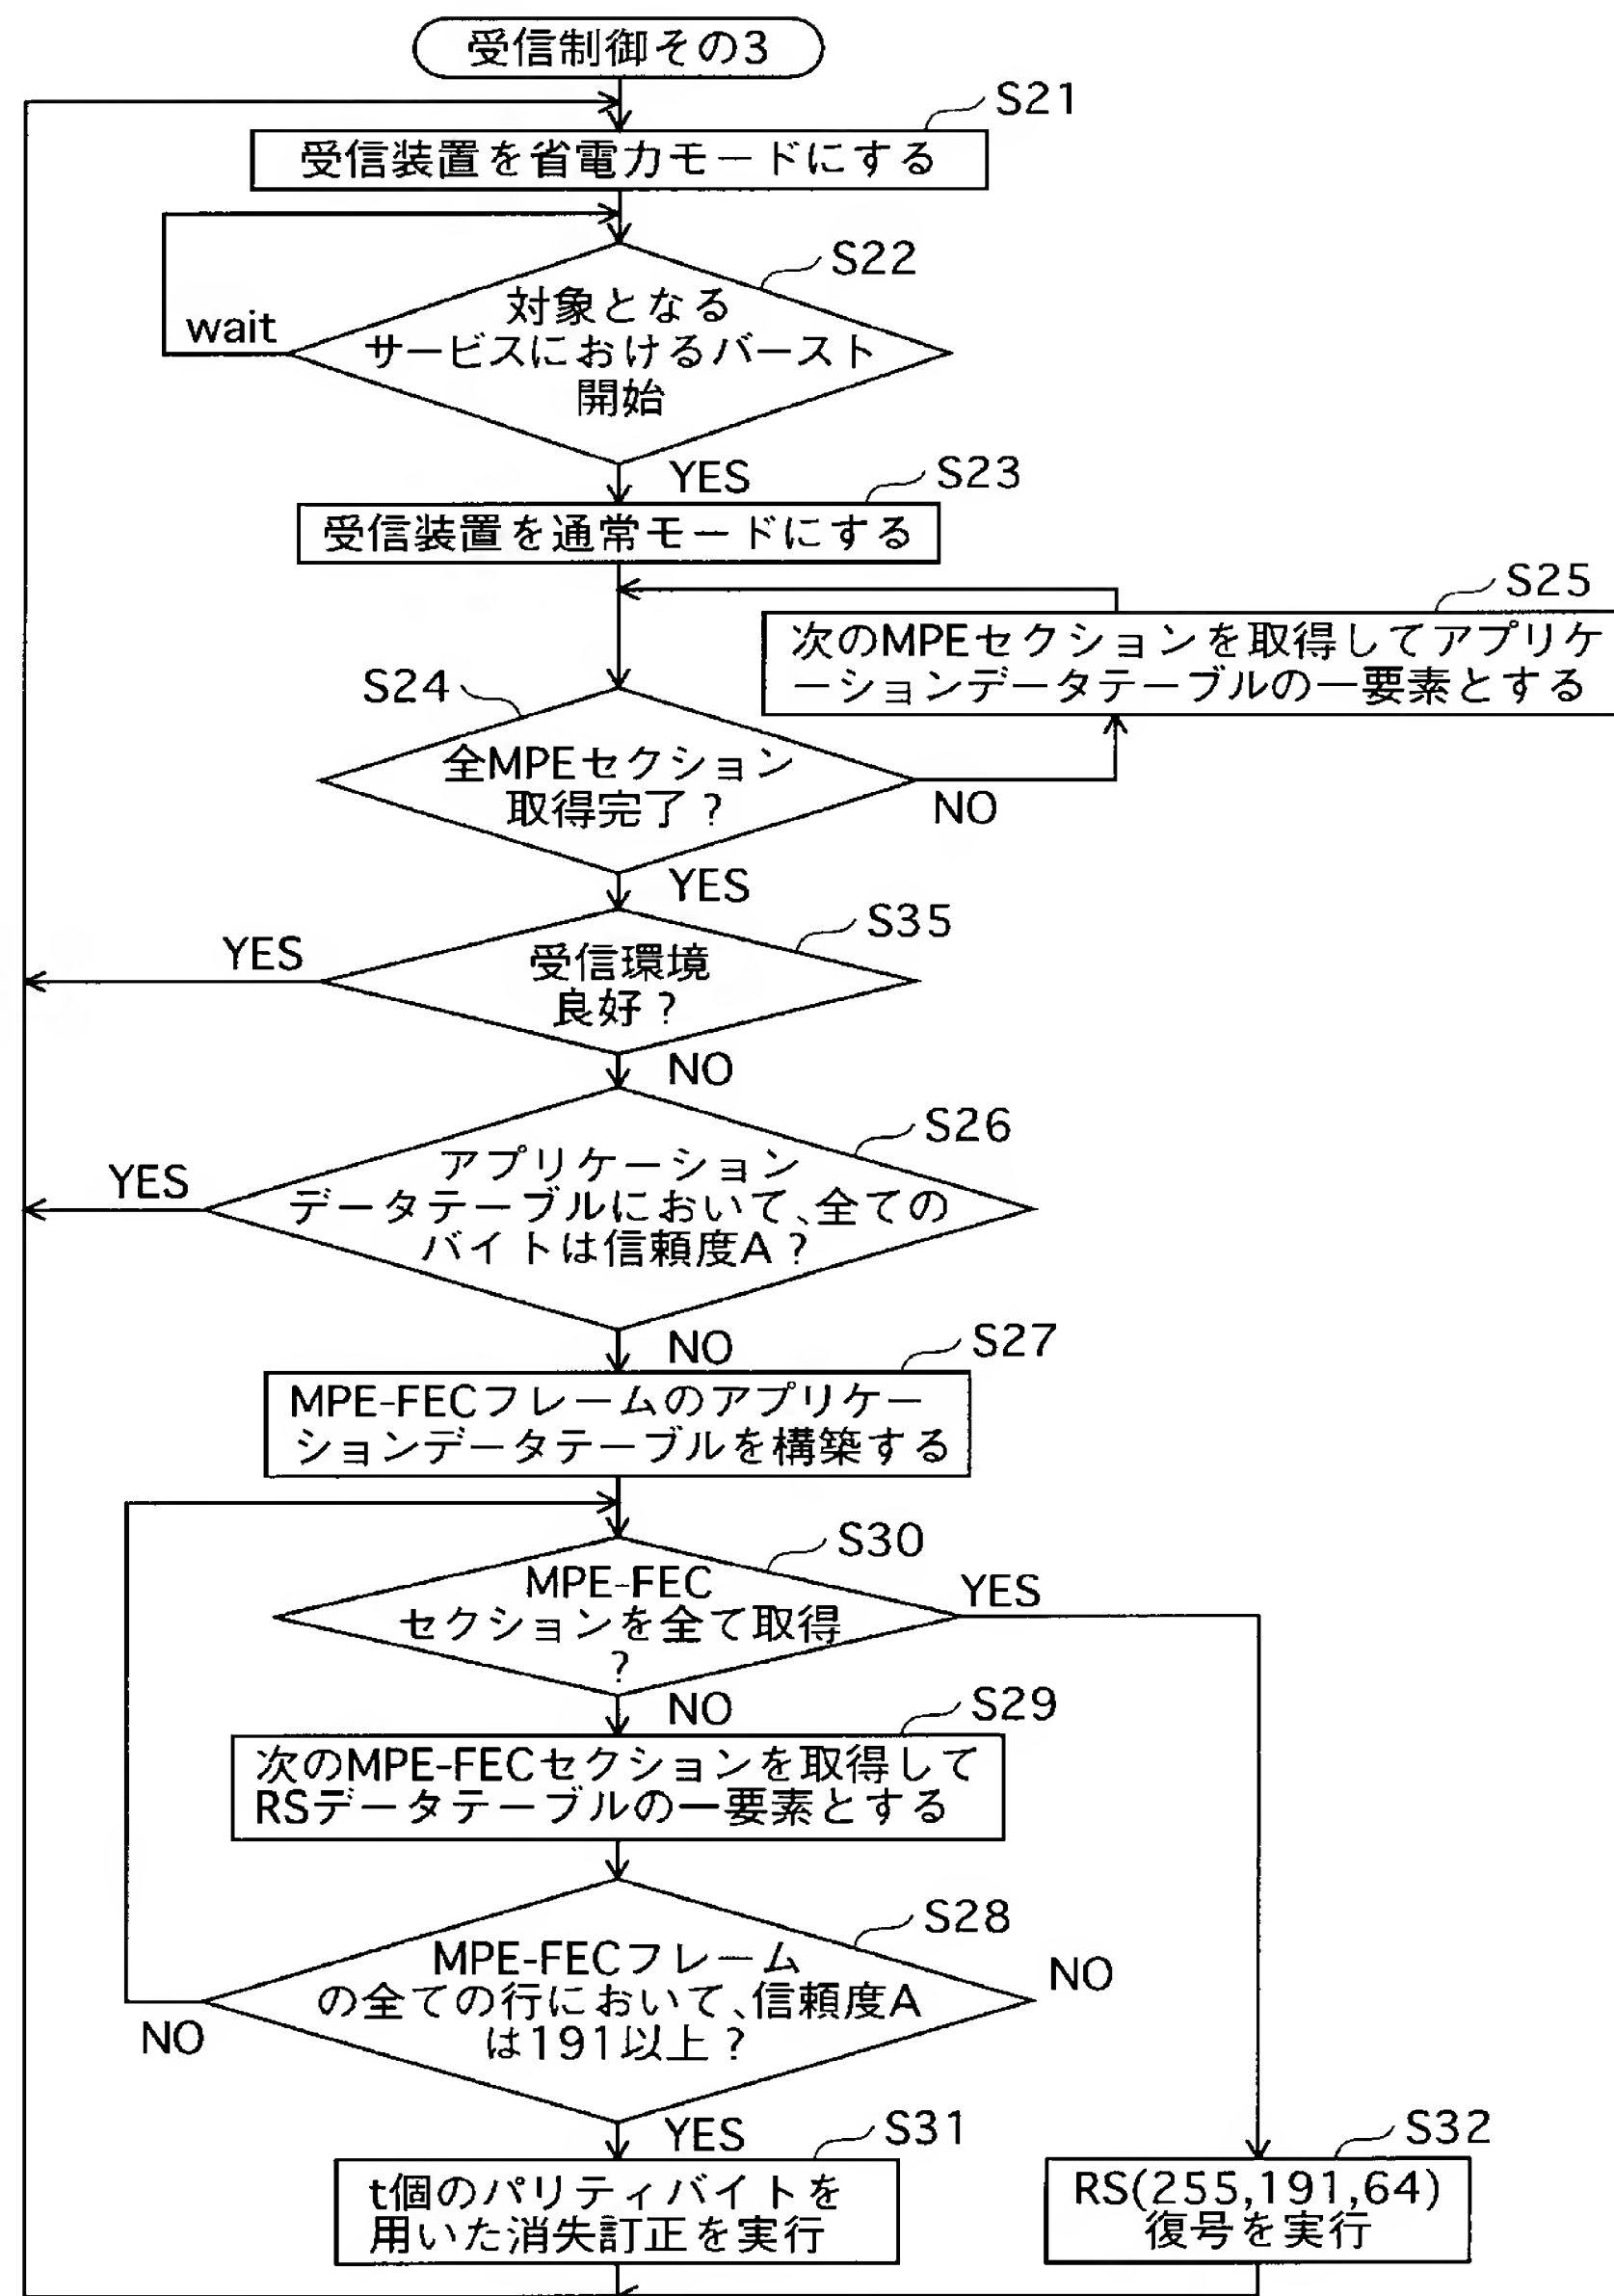 受信制御その3
S21
受信装置を省電力モードにする
S22
対象となる
サービスにおけるバースト
開始
wait
YES
S23
受信装置を通常モードにする
S25
次のMPEセクションを取得してアプリケ
ーションデータテーブルの一要素とする
S24
全MPEセクション
取得完了?
NO
YES
S35
YES
受信環境
良好?
NO
S26
YES
アプリケーション
データテーブルにおいて、全ての
バイトは信頼度A?
NO
S27
MPE-FECフレームのアプリケー
ションデータテーブルを構築する
S30
MPE-FEC
セクションを全て取得
?
YES
NO
S29
次のMPE-FECセクションを取得して
RSデータテーブルの一要素とする
S28
MPE-FECフレーム
の全ての行において、信頼度A
は191以上?
NO
NO
YES
S31
t個のパリティバイトを
用いた消失訂正を実行
S32
RS(255,191,64)
復号を実行